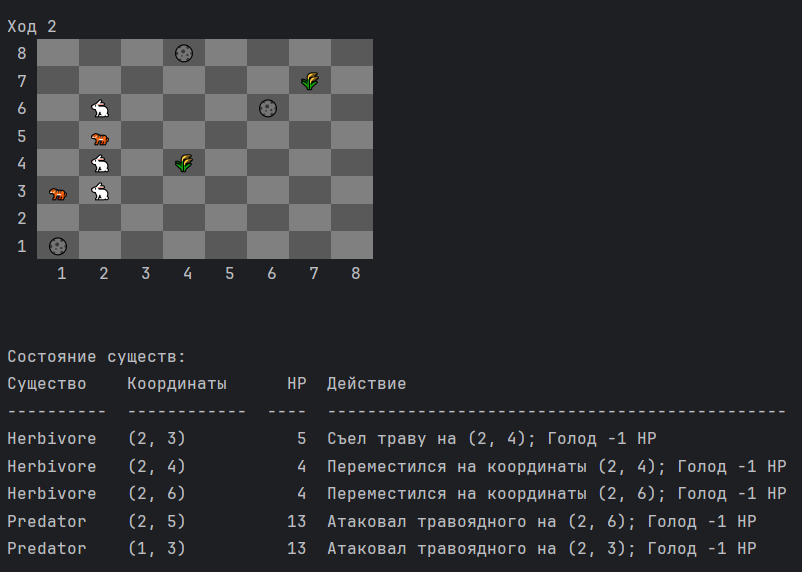 Ход 2
8
7
6
5
4
3
2
1
1 2 3 4 5 6 7 8
Состояние существ:
Существо Координаты HP Действие
---------- ------------ ---- ----------------------------------------------
Herbivore (2, 3) 5 Съел траву на (2, 4); Голод -1 HP
Herbivore (2, 4) 4 Переместился на координаты (2, 4); Голод -1 HP
Herbivore (2, 6) 4 Переместился на координаты (2, 6); Голод -1 HP
Predator (2, 5) 13 Атаковал травоядного на (2, 6); Голод -1 HP
Predator (1, 3) 13 Атаковал травоядного на (2, 3); Голод -1 HP